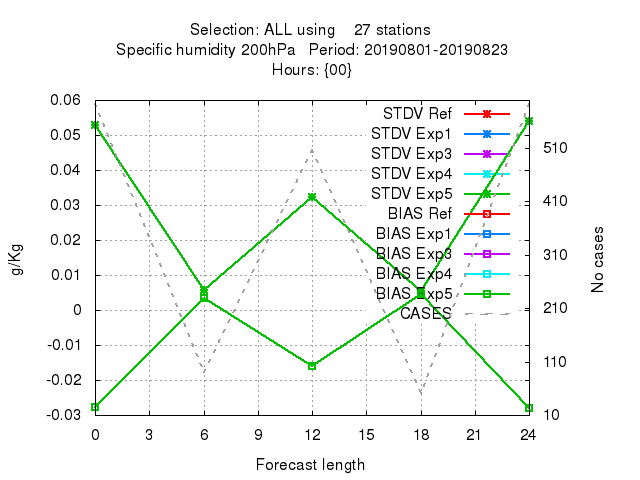 Selection: ALL using 27 stations
Specific humidity 200hPa Period: 20190801-20190823
Hours: {00}
0.06
0.05
0.04
0.03
0.02
0.01
0
-0.01
-0.02
-0.03
g/Kg
STDV Ref
STDV Exp1
STDV Exp3
STDV Exp4
STDV Exp5
BIAS Ref
BIAS Exp1
BIAS Exp3
BIAS Exp4
BIAS Exp5
CASES
510
410
310
210
110
10
No cases
0 3 6 9 12 15 18 21 24
Forecast length